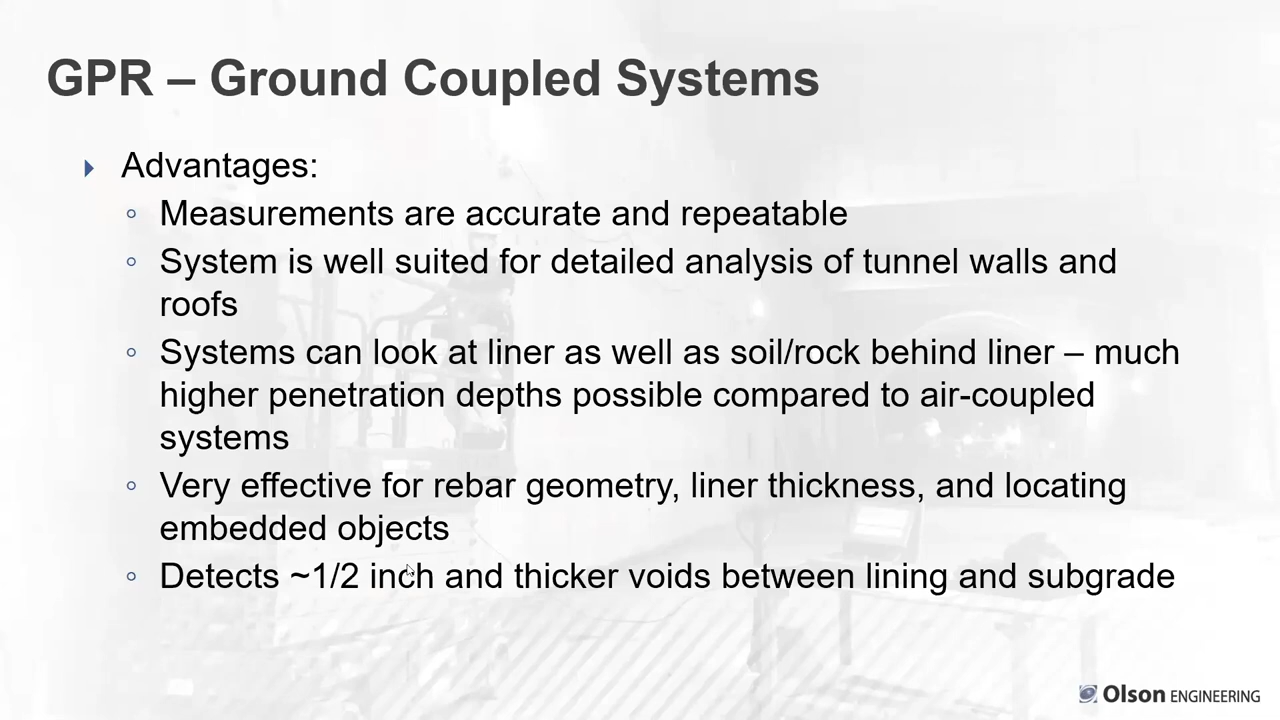 GPR – Ground Coupled Systems
Advantages:
Measurements are accurate and repeatable
System is well suited for detailed analysis of tunnel walls and
roofs
Systems can look at liner as well as soil/rock behind liner – much
higher penetration depths possible compared to air-coupled
systems
Very effective for rebar geometry, liner thickness, and locating
embedded objects
Detects ~1/2 inch and thicker voids between lining and subgrade
Olson ENGINEERING